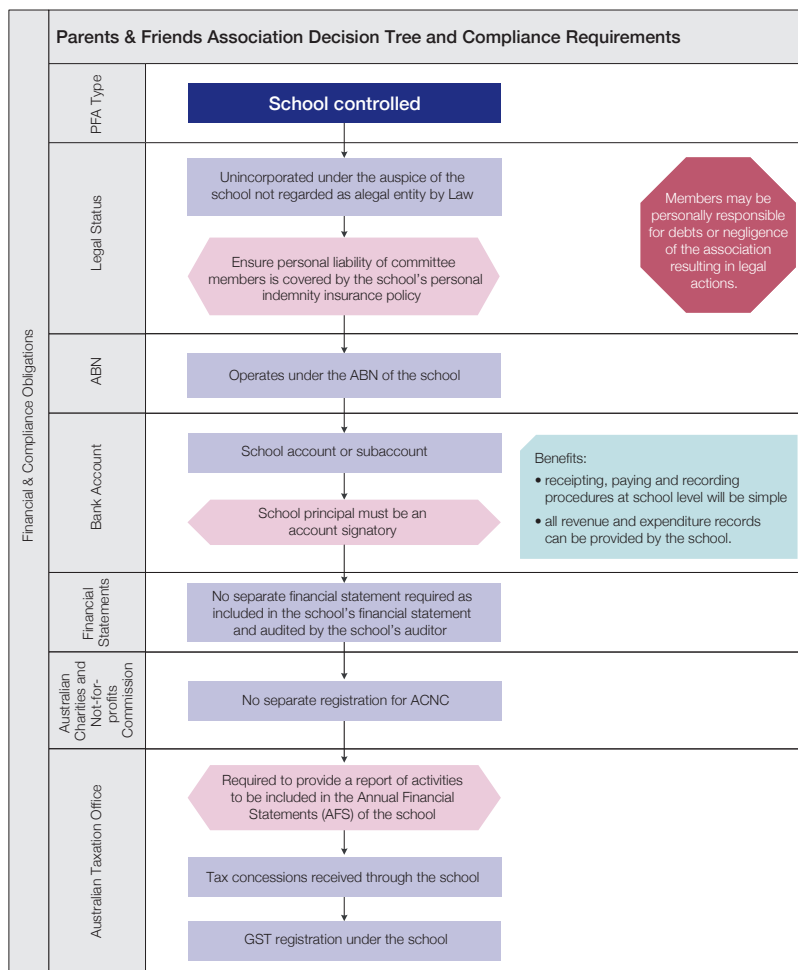 Parents & Friends Association Decision Tree and Compliance Requirements
Financial & Compliance Obligations
PFA Type
School controlled
Legal Status
Unincorporated under the auspice of the
school not regarded as alegal entity by Law
Ensure personal liability of committee
members is covered by the school's personal
indemnity insurance policy
Members may be
personally responsible
for debts or negligence
of the association
resulting in legal
actions.
ABN
Operates under the ABN of the school
Bank Account
School account or subaccount
School principal must be an
account signatory
Benefits:
• receipting, paying and recording
procedures at school level will be simple
• all revenue and expenditure records
can be provided by the school.
Financial
Statements
No separate financial statement required as
included in the school's financial statement
and audited by the school's auditor
Australian
Charities and
Not-for-
profits
Commission
No separate registration for ACNC
Australian Taxation Office
Required to provide a report of activities
to be included in the Annual Financial
Statements (AFS) of the school
Tax concessions received through the school
GST registration under the school